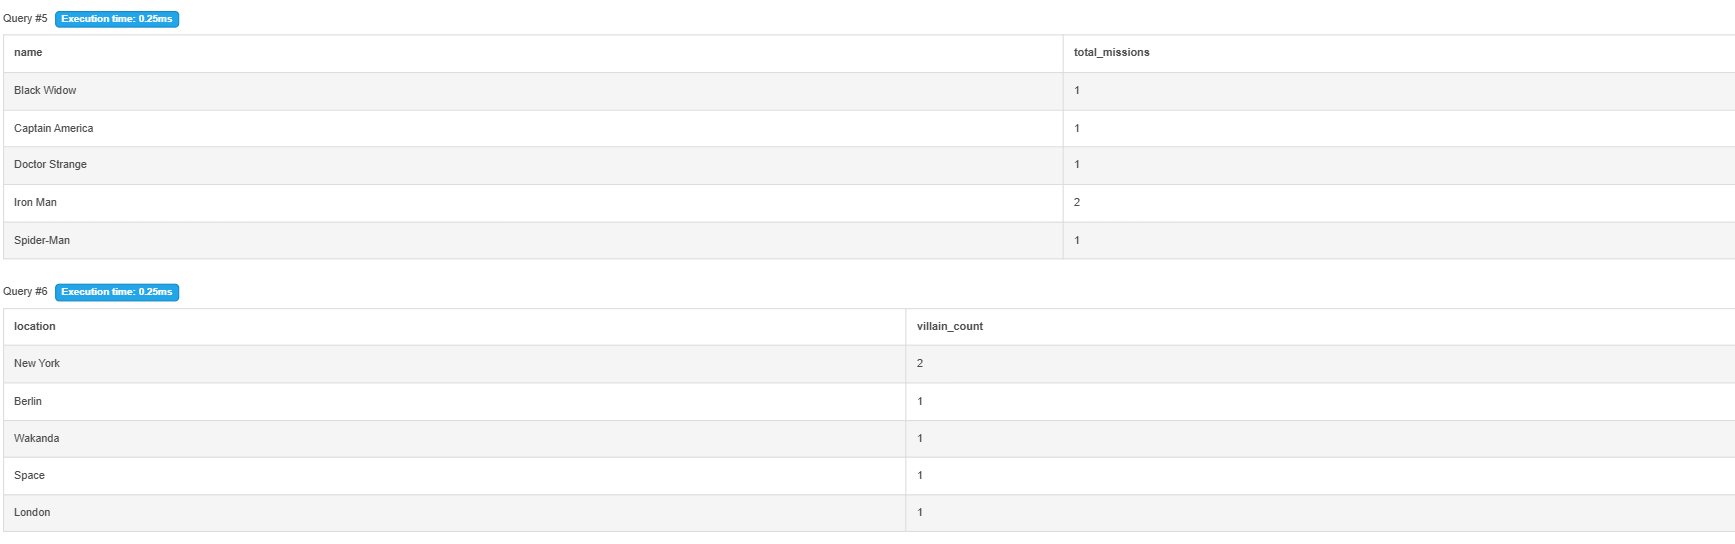 Query #5 Execution time: 0.25ms
name total_missions
Black Widow 1
Captain America 1
Doctor Strange 1
Iron Man 2
Spider-Man 1
Query #6 Execution time: 0.25ms
location villain_count
New York 2
Berlin 1
Wakanda 1
Space 1
London 1